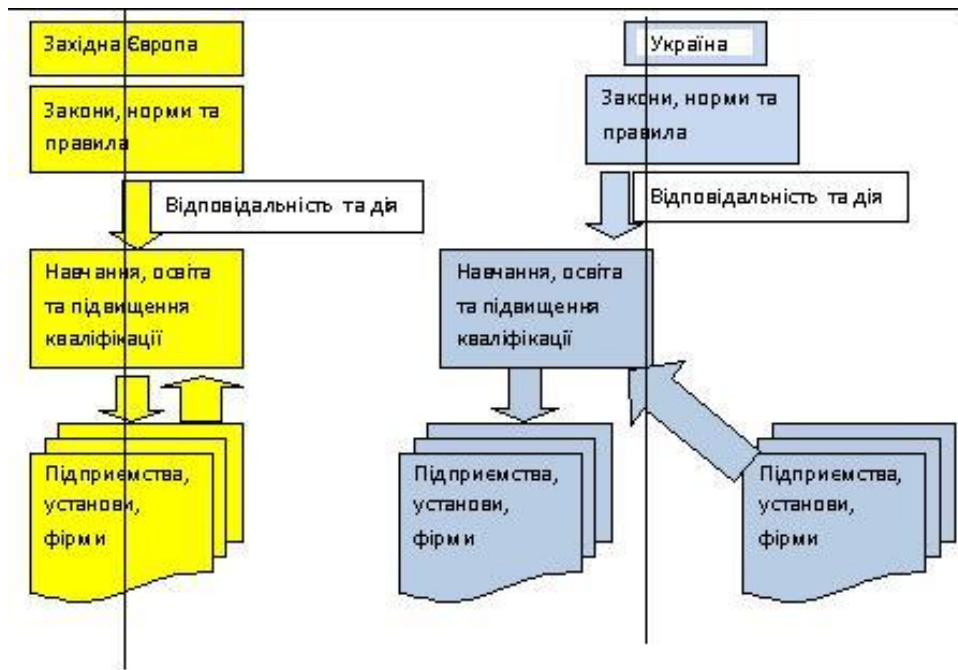 Західна Європа
Закони, норми та
правила
Відповідальність та дія
Навчання, освіта
та підвищення
кваліфікації
Підприємства,
установи,
фірми
Україна
Закони, норми та
правила
Відповідальність та дія
Навчання, освіта
та підвищення
кваліфікації
Підприємства,
установи,
фірми
Підприємства,
установи,
фірми